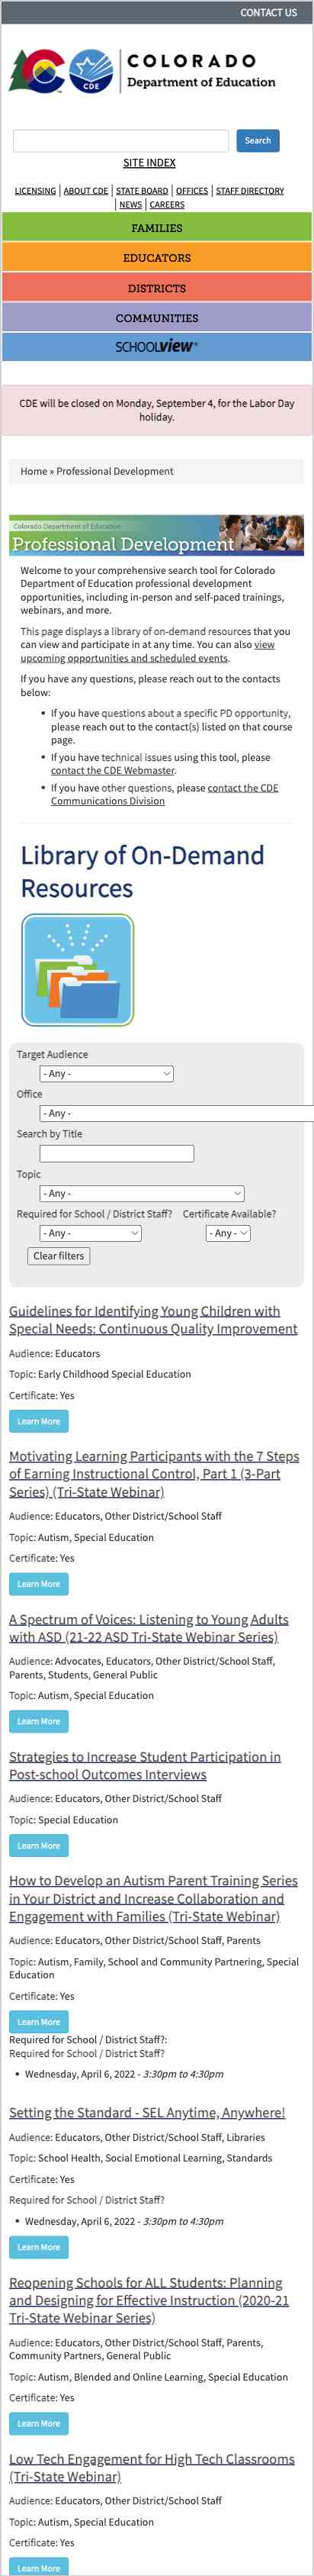 CONTACT US
COLORADO
Department of Education
CDE
Search
SITE INDEX
LICENSING | ABOUT CDE | STATE BOARD | OFFICES | STAFF DIRECTORY
| NEWS | CAREERS
FAMILIES
EDUCATORS
DISTRICTS
COMMUNITIES
SCHOOLVIEW®
CDE will be closed on Monday, September 4, for the Labor Day
holiday.
Home » Professional Development
Colorado Department of Education
Professional Development
Welcome to your comprehensive search tool for Colorado
Department of Education professional development
opportunities, including in-person and self-paced trainings,
webinars, and more.
This page displays a library of on-demand resources that you
can view and participate in at any time. You can also view
upcoming opportunities and scheduled events.
If you have any questions, please reach out to the contacts
below:
• If you have questions about a specific PD opportunity,
please reach out to the contact(s) listed on that course
page.
• If you have technical issues using this tool, please
contact the CDE Webmaster.
• If you have other questions, please contact the CDE
Communications Division
Library of On-Demand
Resources
Target Audience
- Any -
Office
- Any -
Search by Title
Topic
- Any -
Required for School / District Staff? Certificate Available?
- Any - - Any -
Clear filters
Guidelines for Identifying Young Children with
Special Needs: Continuous Quality Improvement
Audience: Educators
Topic: Early Childhood Special Education
Certificate: Yes
Learn More
Motivating Learning Participants with the 7 Steps
of Earning Instructional Control, Part 1 (3-Part
Series) (Tri-State Webinar)
Audience: Educators, Other District/School Staff
Topic: Autism, Special Education
Certificate: Yes
Learn More
A Spectrum of Voices: Listening to Young Adults
with ASD (21-22 ASD Tri-State Webinar Series)
Audience: Advocates, Educators, Other District/School Staff,
Parents, Students, General Public
Topic: Autism, Special Education
Learn More
Strategies to Increase Student Participation in
Post-school Outcomes Interviews
Audience: Educators, Other District/School Staff
Topic: Special Education
Learn More
How to Develop an Autism Parent Training Series
in Your District and Increase Collaboration and
Engagement with Families (Tri-State Webinar)
Audience: Educators, Other District/School Staff, Parents
Topic: Autism, Family, School and Community Partnering, Special
Education
Certificate: Yes
Learn More
Required for School / District Staff?:
Required for School / District Staff?
• Wednesday, April 6, 2022 - 3:30pm to 4:30pm
Setting the Standard - SEL Anytime, Anywhere!
Audience: Educators, Other District/School Staff, Libraries
Topic: School Health, Social Emotional Learning, Standards
Certificate: Yes
Required for School / District Staff?
• Wednesday, April 6, 2022 - 3:30pm to 4:30pm
Learn More
Reopening Schools for ALL Students: Planning
and Designing for Effective Instruction (2020-21
Tri-State Webinar Series)
Audience: Educators, Other District/School Staff, Parents,
Community Partners, General Public
Topic: Autism, Blended and Online Learning, Special Education
Certificate: Yes
Learn More
Low Tech Engagement for High Tech Classrooms
(Tri-State Webinar)
Audience: Educators, Other District/School Staff
Topic: Autism, Special Education
Certificate: Yes
Learn More